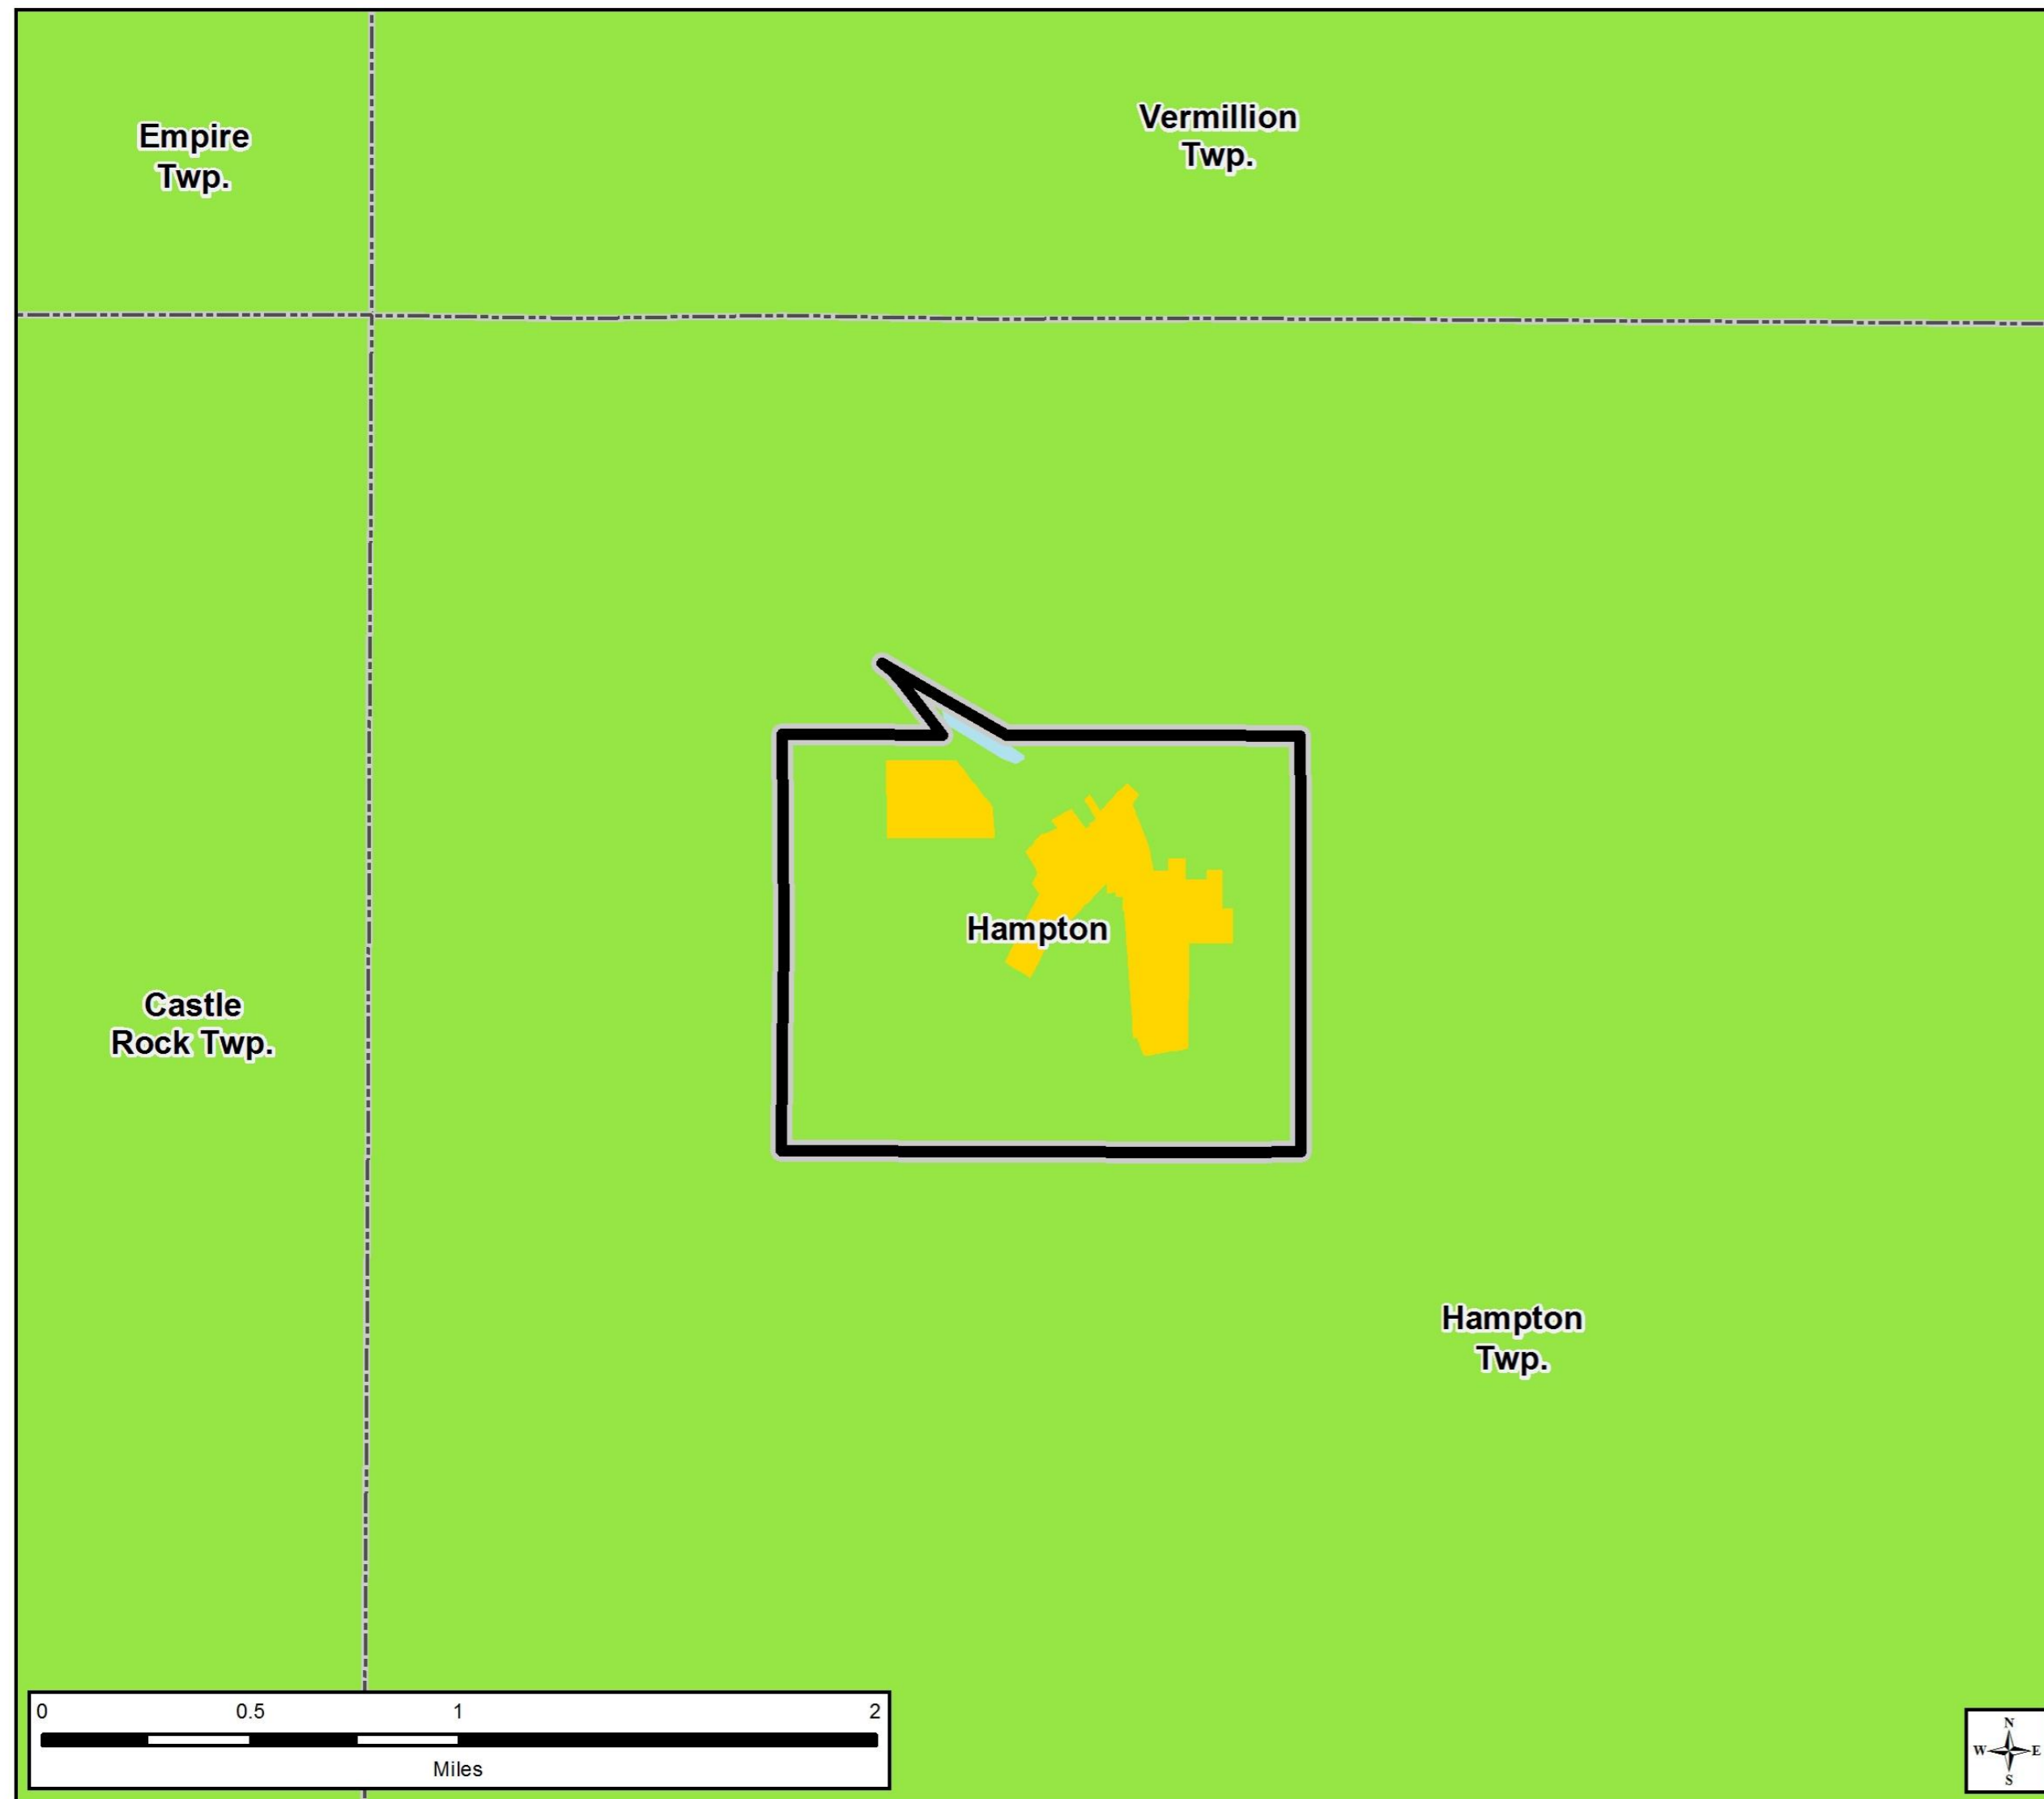 Empire
Twp.
Vermillion
Twp.
Hampton
Castle
Rock Twp.
Hampton
Twp.
0 0.5 1 2
Miles
N
W E
S